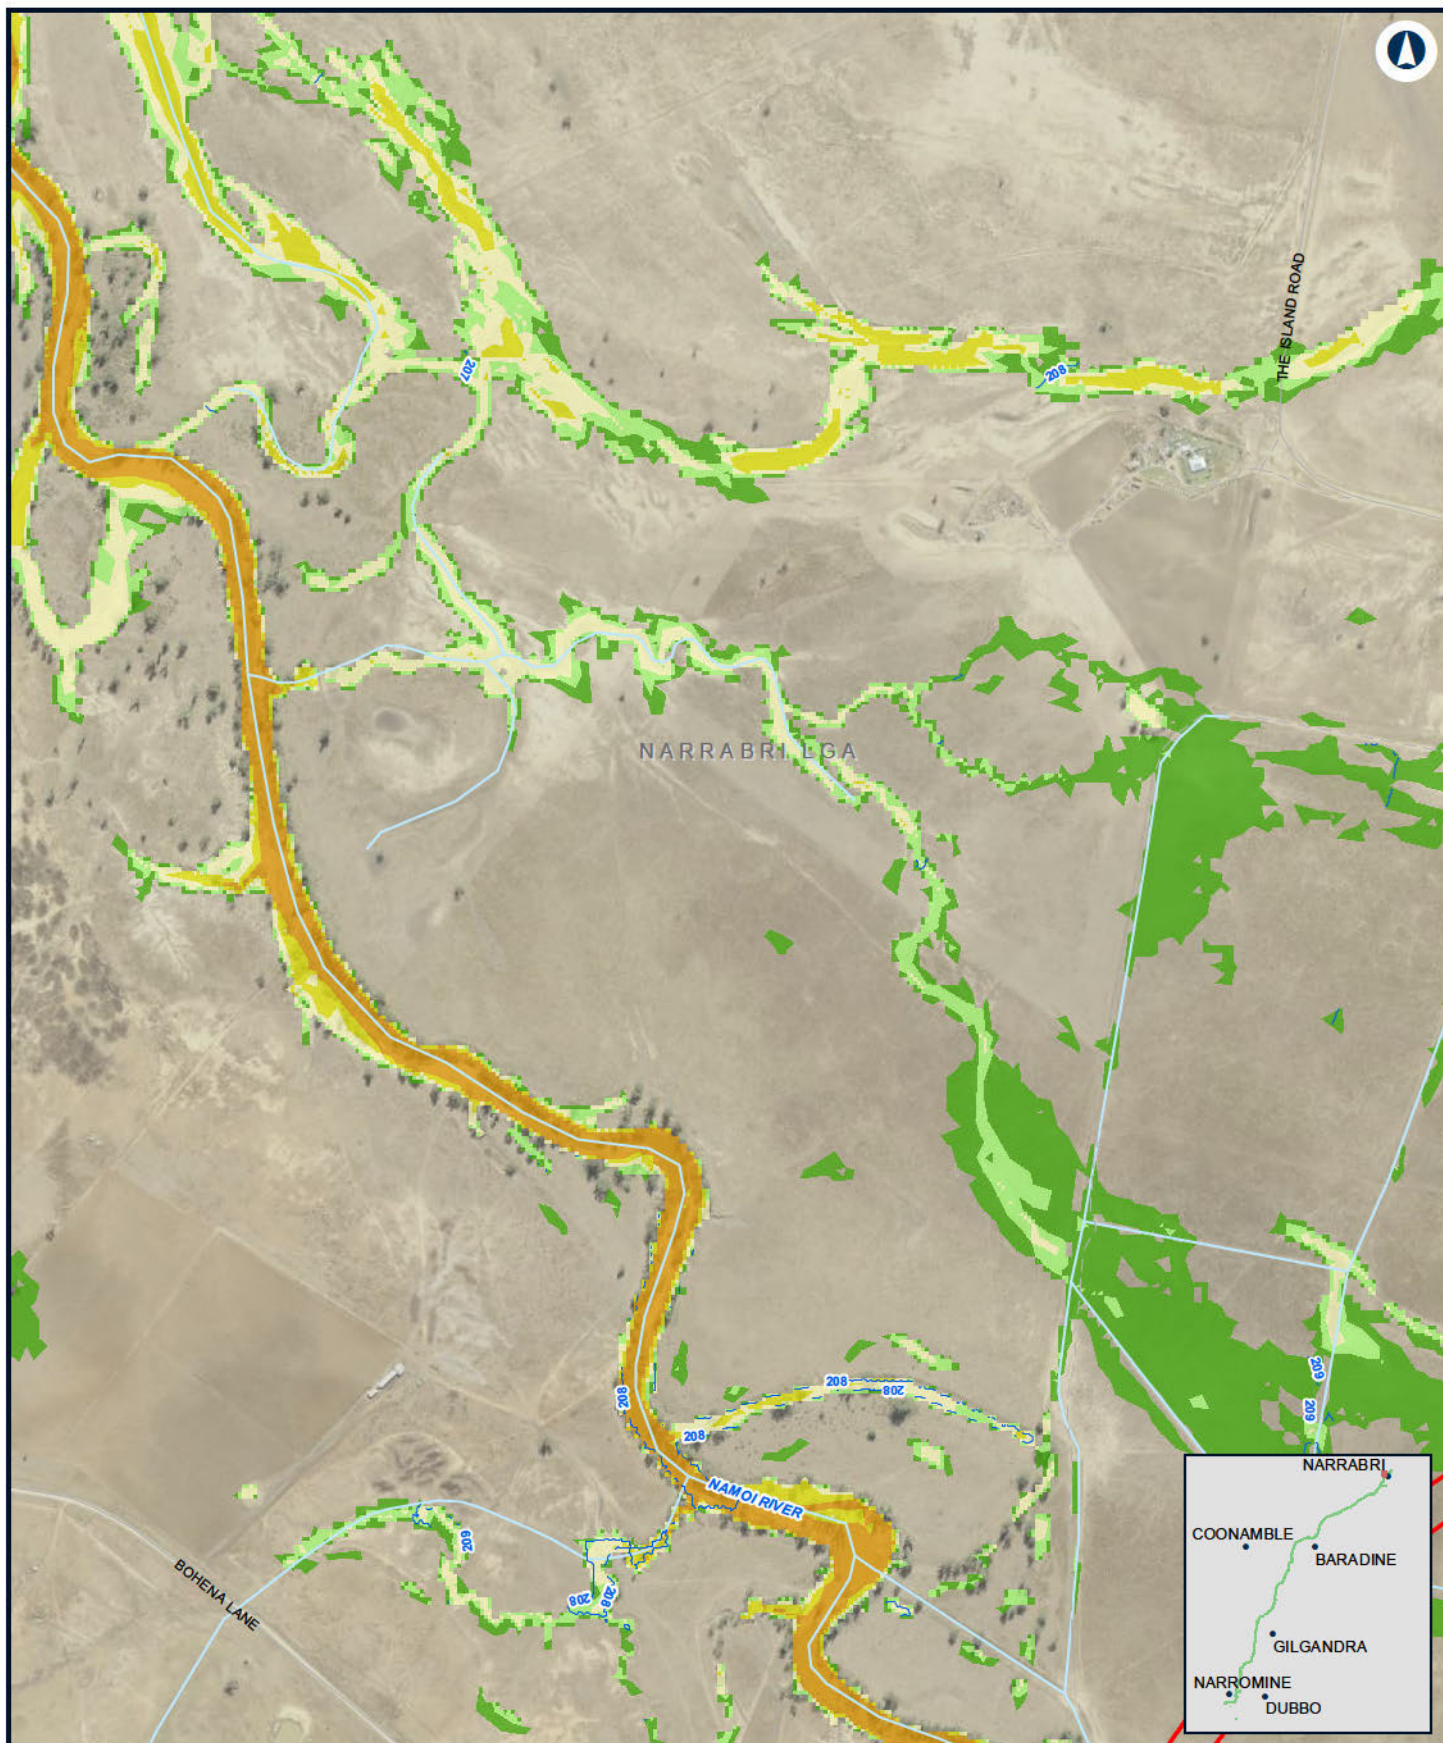 THE ISLAND ROAD
207
208
NARRABRI LGA
208
208
208
208
209
209
NAMOI RIVER
209
208
208
BOHENA LANE
NARRABRI
COONAMBLE
BARADINE
GILGANDRA
NARROMINE
DUBBO